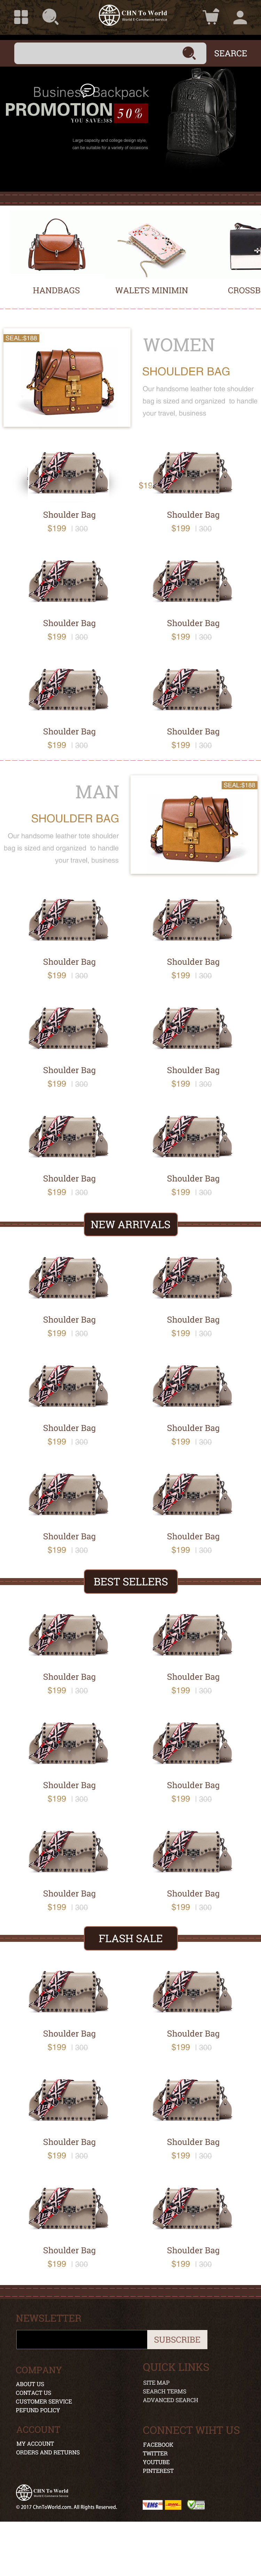 CHN To World
World E-Commerce Service
SEARCE
Business Backpack
PROMOTION
YOU SAVE:38$ 50%
Large capacity and college design style,
can be suitable for a variety of occasions
HANDBAGS WALETS MINIMIN CROSSB
SEAL:$188
WOMEN
SHOULDER BAG
Our handsome leather tote shoulder
bag is sized and organized to handle
your travel, business
$19
Shoulder Bag Shoulder Bag
$199 | 300 $199 | 300
Shoulder Bag Shoulder Bag
$199 | 300 $199 | 300
Shoulder Bag Shoulder Bag
$199 | 300 $199 | 300
MAN
SEAL:$188
SHOULDER BAG
Our handsome leather tote shoulder
bag is sized and organized to handle
your travel, business
Shoulder Bag Shoulder Bag
$199 | 300 $199 | 300
Shoulder Bag Shoulder Bag
$199 | 300 $199 | 300
Shoulder Bag Shoulder Bag
$199 | 300 $199 | 300
NEW ARRIVALS
Shoulder Bag Shoulder Bag
$199 | 300 $199 | 300
Shoulder Bag Shoulder Bag
$199 | 300 $199 | 300
Shoulder Bag Shoulder Bag
$199 | 300 $199 | 300
BEST SELLERS
Shoulder Bag Shoulder Bag
$199 | 300 $199 | 300
Shoulder Bag Shoulder Bag
$199 | 300 $199 | 300
Shoulder Bag Shoulder Bag
$199 | 300 $199 | 300
FLASH SALE
Shoulder Bag Shoulder Bag
$199 | 300 $199 | 300
Shoulder Bag Shoulder Bag
$199 | 300 $199 | 300
Shoulder Bag Shoulder Bag
$199 | 300 $199 | 300
NEWSLETTER
SUBSCRIBE
COMPANY
ABOUT US
CONTACT US
CUSTOMER SERVICE
PEFUND POLICY
QUICK LINKS
SITE MAP
SEARCH TERMS
ADVANCED SEARCH
ACCOUNT
MY ACCOUNT
ORDERS AND RETURNS
CONNECT WIHT US
FACEBOOK
TWITTER
YOUTUBE
PINTEREST
CHN To World
World E-Commerce Service
© 2017 ChnToWorld.com. All Rights Reserved.
EMS